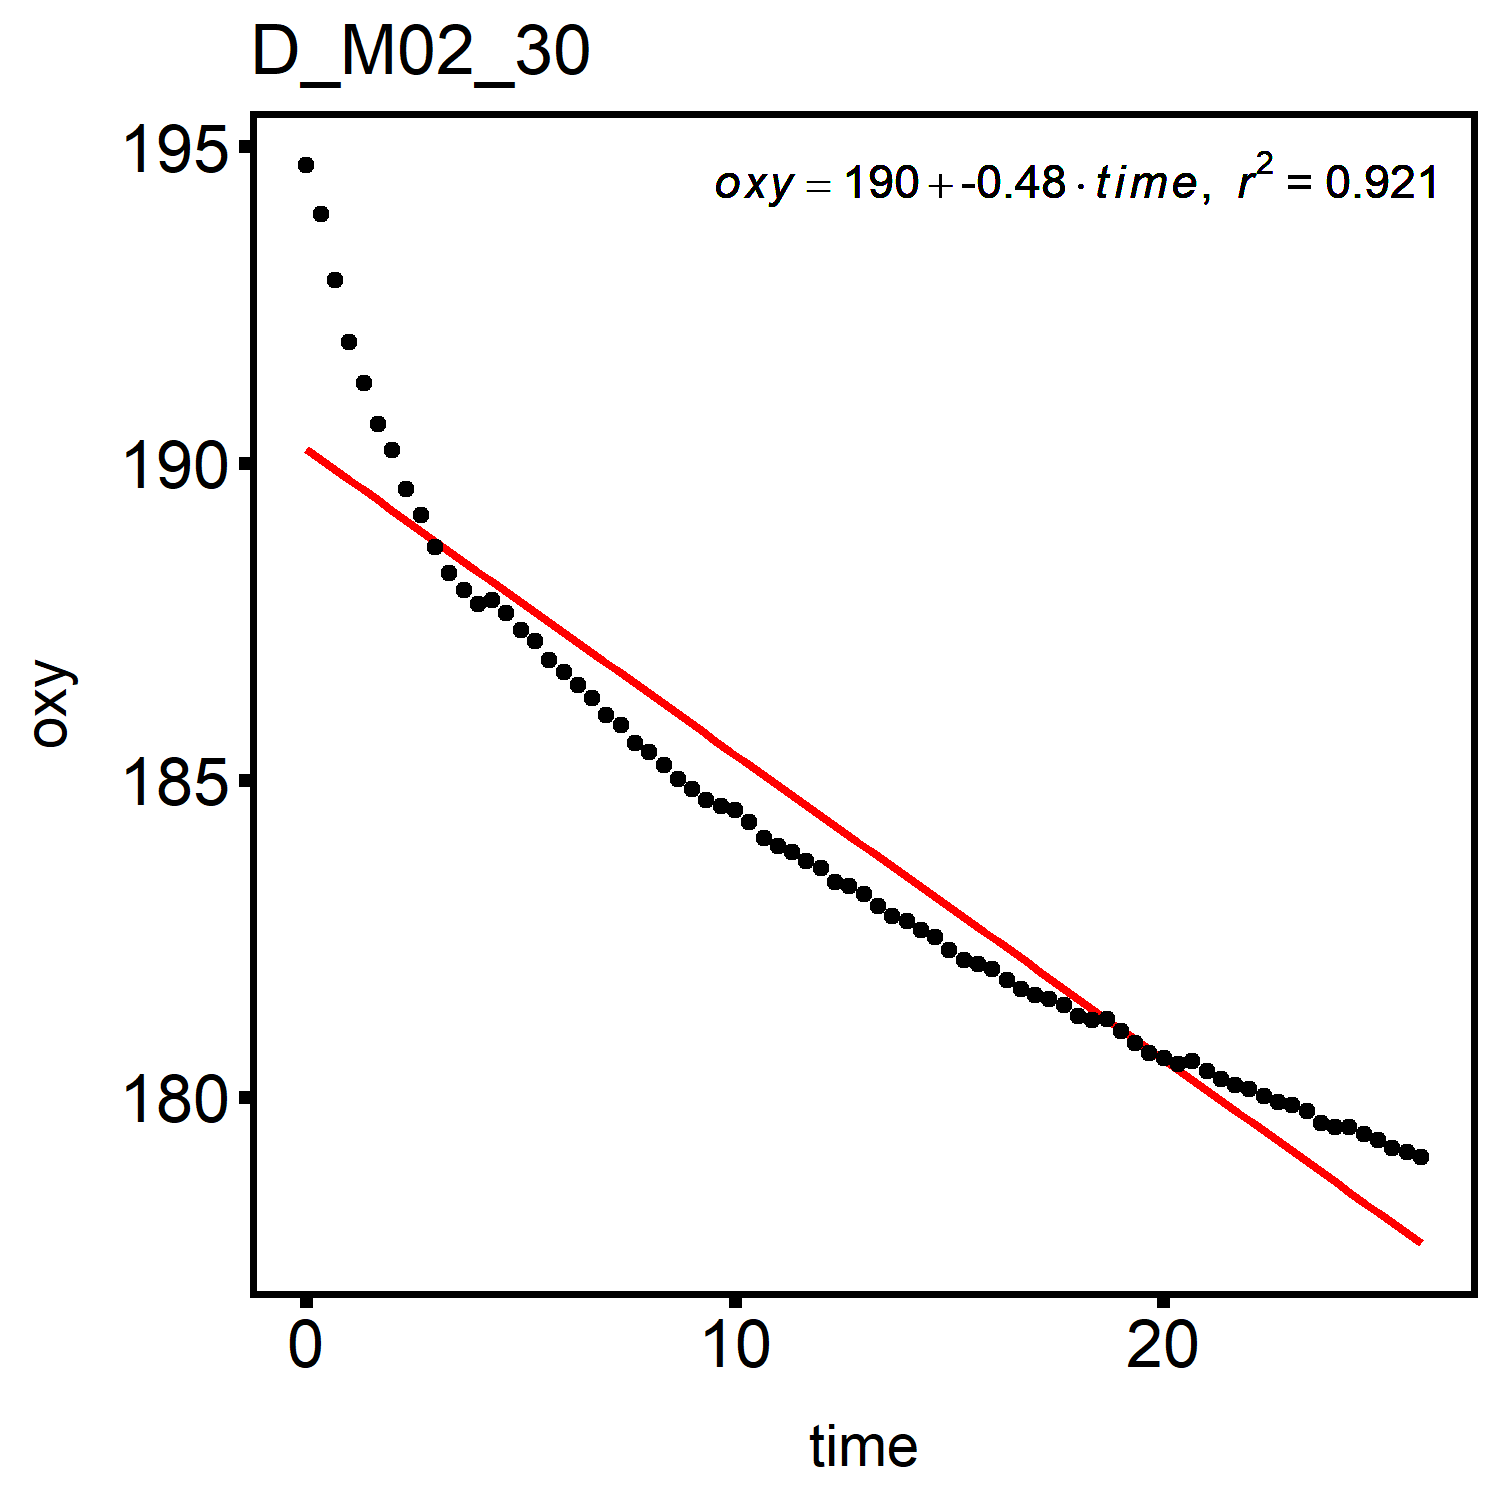 D_M02_30
oxy = 190 + -0.48 · time, r² = 0.921
195
190
185
180
oxy
0 10 20
time